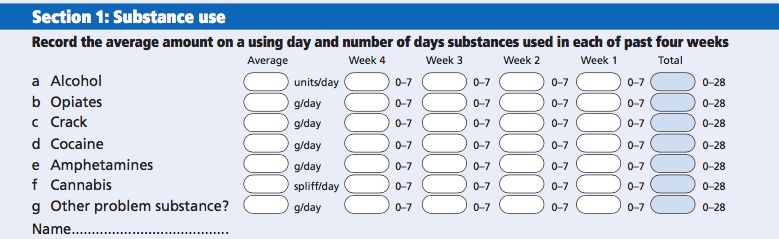 Section 1: Substance use
Record the average amount on a using day and number of days substances used in each of past four weeks
Average Week 4 Week 3 Week 2 Week 1 Total
a Alcohol units/day 0–7 0–7 0–7 0–7 0–28
b Opiates g/day 0–7 0–7 0–7 0–7 0–28
c Crack g/day 0–7 0–7 0–7 0–7 0–28
d Cocaine g/day 0–7 0–7 0–7 0–7 0–28
e Amphetamines g/day 0–7 0–7 0–7 0–7 0–28
f Cannabis spliff/day 0–7 0–7 0–7 0–7 0–28
g Other problem substance? g/day 0–7 0–7 0–7 0–7 0–28
Name......................................